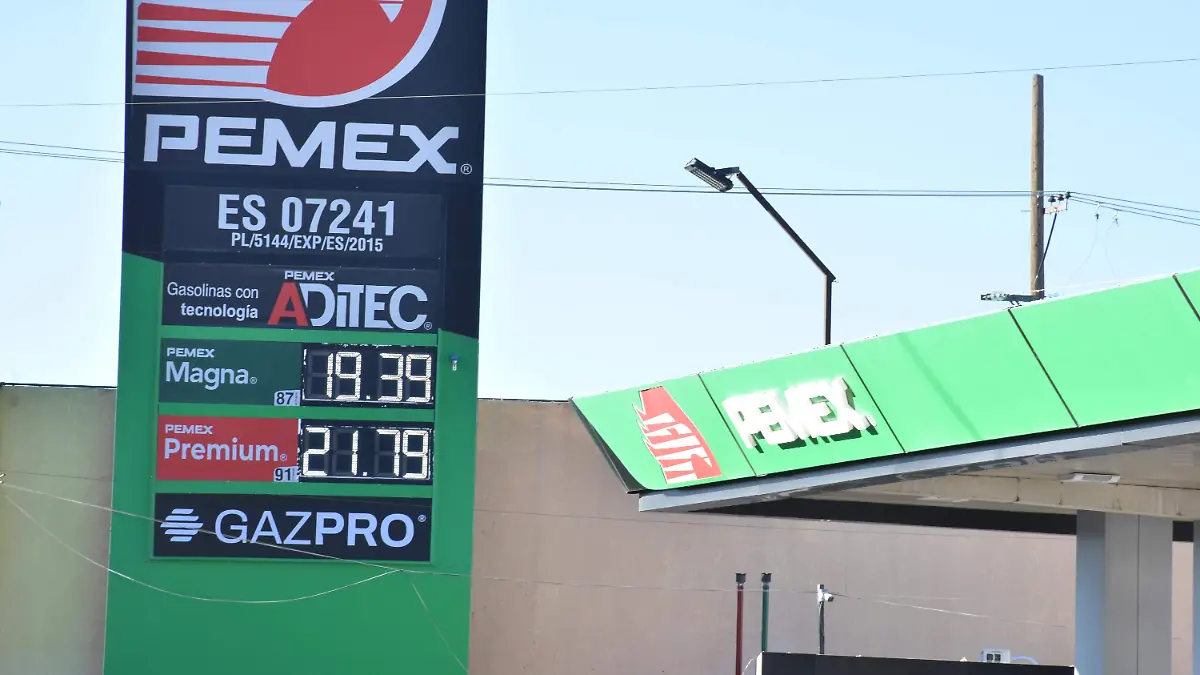 PEMEX®
ES 07241
PL/5144/EXP/ES/2015
PEMEX
Gasolinas con
tecnología
ADITEC®
PEMEX
Magna®
87
19.39
PEMEX
Premium®
91
21.79
GAZPRO®
PEMEX